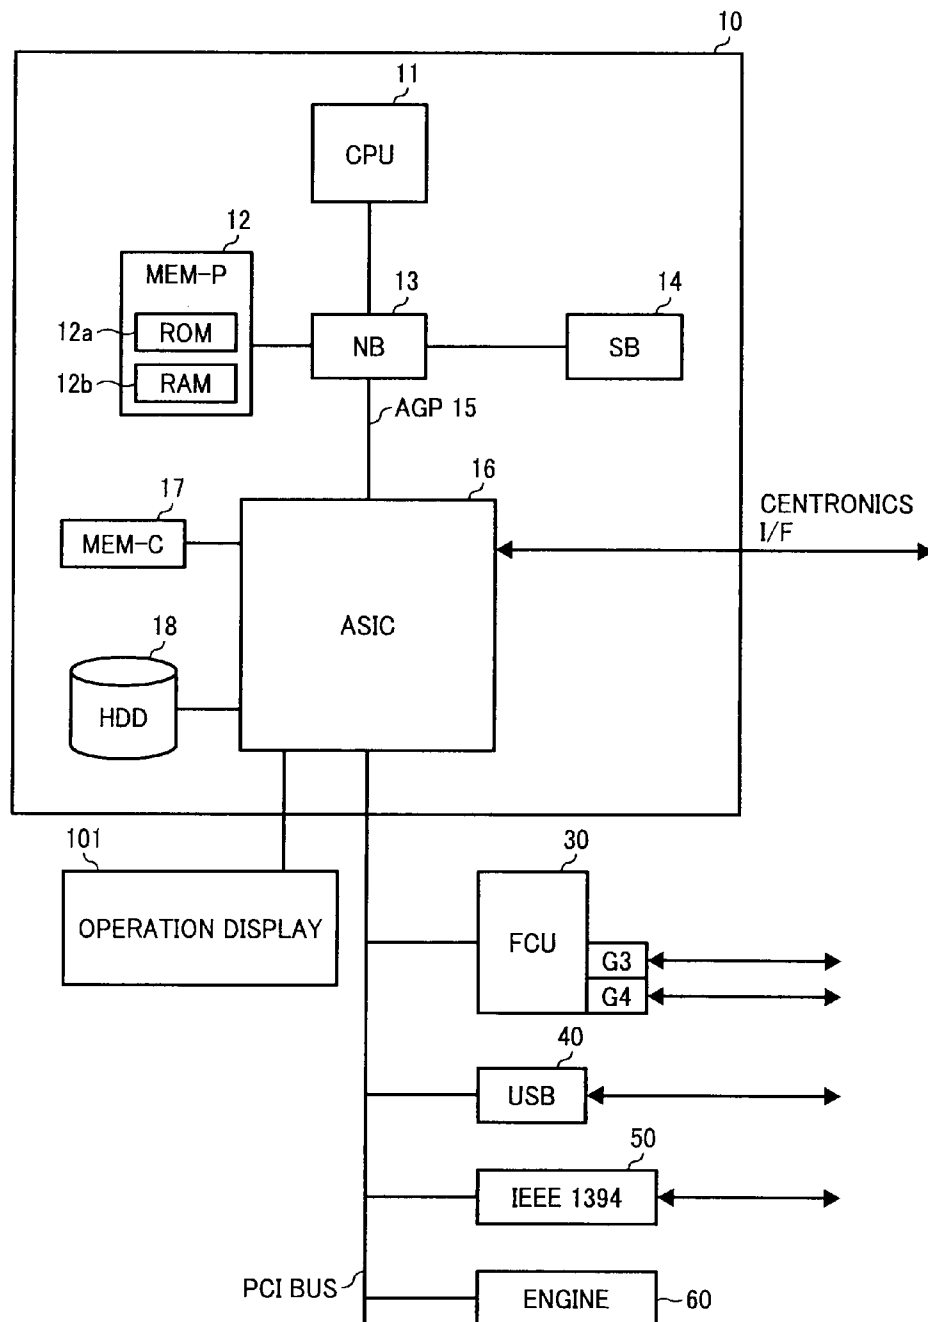 10
11
CPU
12
MEM-P
12a
ROM
12b
RAM
13
NB
14
SB
AGP 15
16
17
MEM-C
CENTRONICS
I/F
ASIC
18
HDD
101
OPERATION DISPLAY
30
FCU
G3
G4
40
USB
50
IEEE 1394
PCI BUS
ENGINE
60